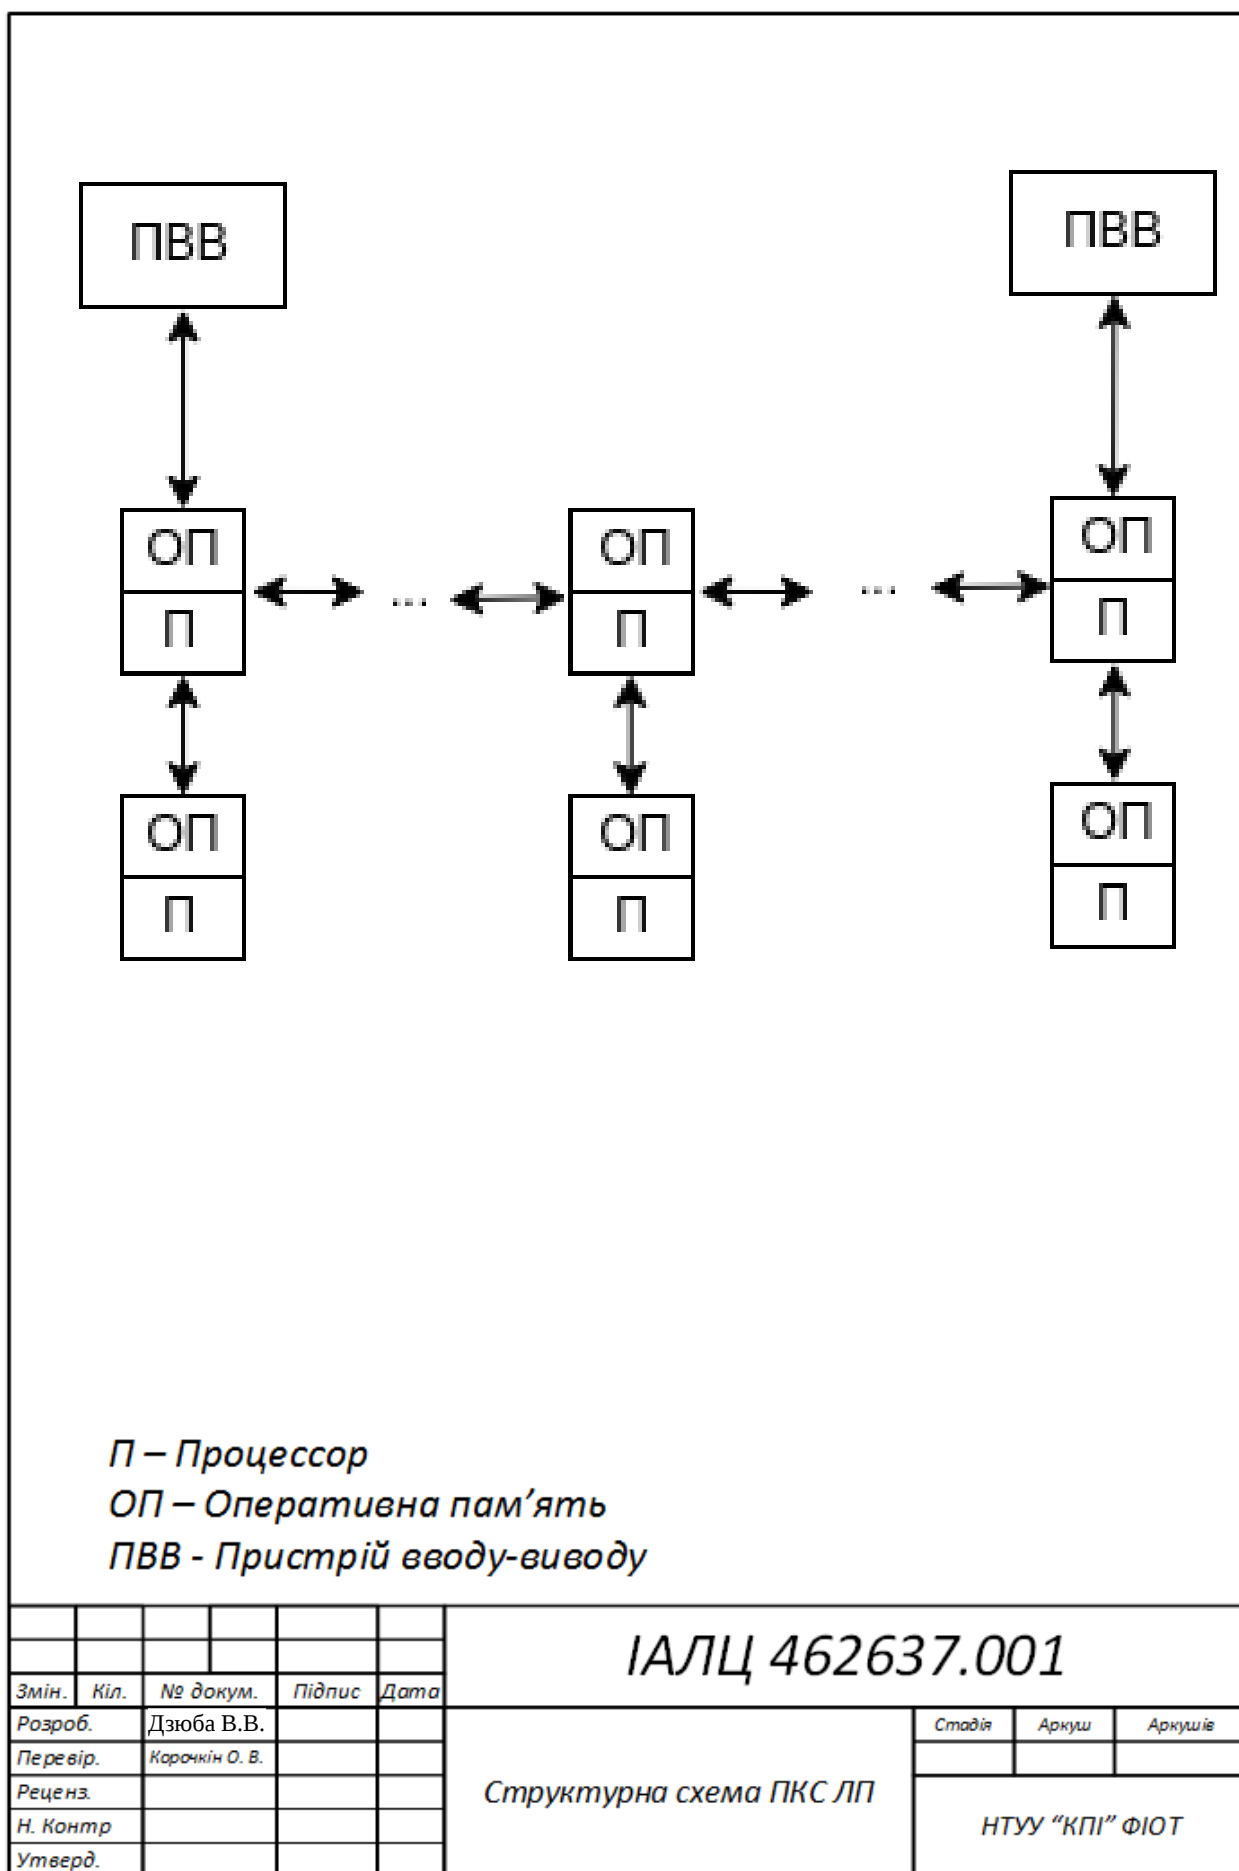 ПВВ ПВВ
ОП ОП ОП
П ... П ... П
ОП ОП ОП
П П П
П – Процессор
ОП – Оперативна пам’ять
ПВВ - Пристрій вводу-виводу
ІАЛЦ 462637.001
Змін. Кіл. № докум. Підпис Дата
Розроб. Дзюба В.В.
Перевір. Корочкін О. В.
Реценз.
Н. Контр
Утверд.
Структурна схема ПКС ЛП
Стадія Аркуш Аркушів
НТУУ “КПІ” ФІОТ